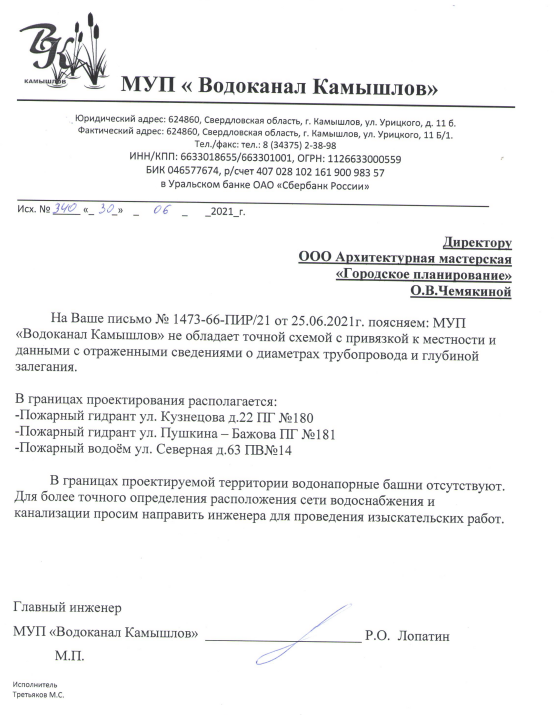 ВК
КАМЫШЛОВ
МУП « Водоканал Камышлов»
Юридический адрес: 624860, Свердловская область, г. Камышлов, ул. Урицкого, д. 11 б.
Фактический адрес: 624860, Свердловская область, г. Камышлов, ул. Урицкого, 11 Б/1.
Тел./факс: тел.: 8 (34375) 2-38-98
ИНН/КПП: 6633018655/663301001, ОГРН: 1126633000559
БИК 046577674, р/счет 407 028 102 161 900 983 57
в Уральском банке ОАО «Сбербанк России»
Исх. № 340 «_ 30_» _ 06 _ _2021_г.
Директору
ООО Архитектурная мастерская
«Городское планирование»
О.В.Чемякиной
На Ваше письмо № 1473-66-ПИР/21 от 25.06.2021г. поясняем: МУП
«Водоканал Камышлов» не обладает точной схемой с привязкой к местности и
данными с отраженными сведениями о диаметрах трубопровода и глубиной
залегания.
В границах проектирования располагается:
-Пожарный гидрант ул. Кузнецова д.22 ПГ №180
-Пожарный гидрант ул. Пушкина – Бажова ПГ №181
-Пожарный водоём ул. Северная д.63 ПВ№14
В границах проектируемой территории водонапорные башни отсутствуют.
Для более точного определения расположения сети водоснабжения и
канализации просим направить инженера для проведения изыскательских работ.
Главный инженер
МУП «Водоканал Камышлов» ____________________ Р.О. Лопатин
М.П.
Исполнитель
Третьяков М.С.